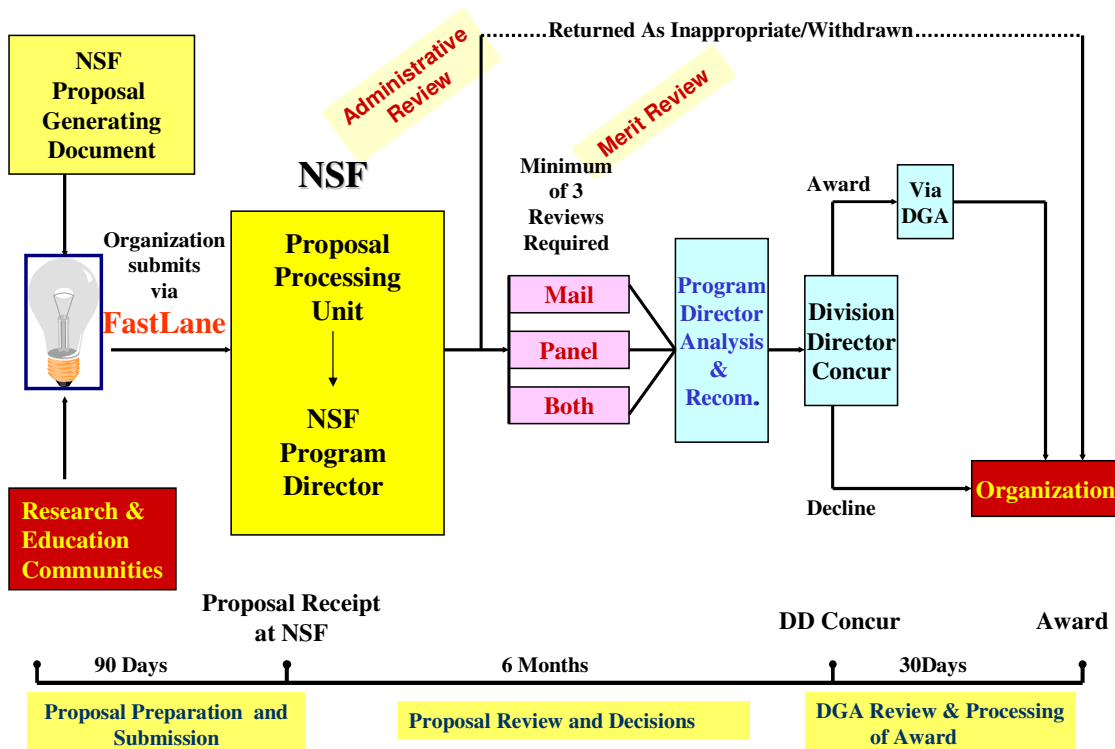 NSF
Proposal
Generating
Document
Administrative
Review
Returned As Inappropriate/Withdrawn
Merit Review
NSF
Organization
submits
via
FastLane
Proposal
Processing
Unit
NSF
Program
Director
Minimum
of 3
Reviews
Required
Mail
Panel
Both
Program
Director
Analysis
&
Recom.
Award
Via
DGA
Division
Director
Concur
Decline
Organization
Research &
Education
Communities
Proposal Receipt
at NSF
DD Concur
Award
90 Days
6 Months
30Days
Proposal Preparation and
Submission
Proposal Review and Decisions
DGA Review & Processing
of Award